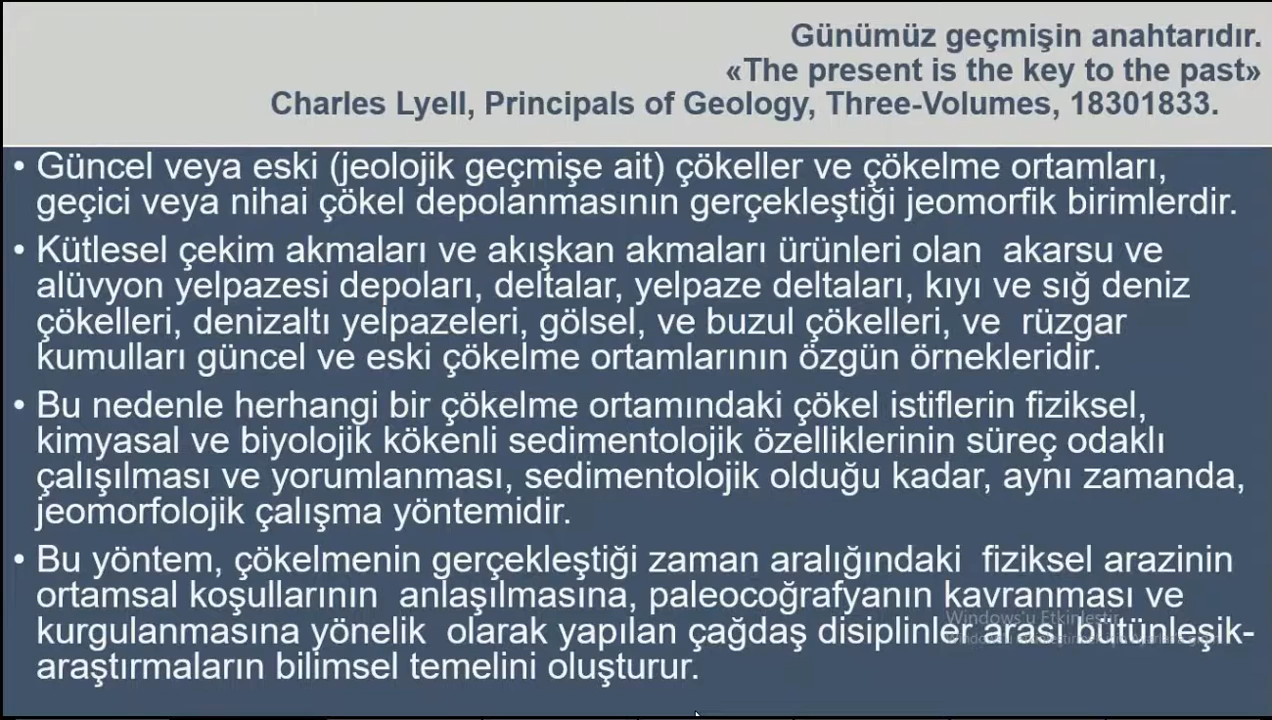 Günümüz geçmişin anahtarıdır.
«The present is the key to the past»
Charles Lyell, Principals of Geology, Three-Volumes, 18301833.
• Güncel veya eski (jeolojik geçmişe ait) çökeller ve çökelme ortamları,
geçici veya nihai çökel depolanmasının gerçekleştiği jeomorfik birimlerdir.
• Kütlesel çekim akmaları ve akışkan akmaları ürünleri olan akarsu ve
alüvyon yelpazesi depoları, deltalar, yelpaze deltaları, kıyı ve sığ deniz
çökelleri, denizaltı yelpazeleri, gölsel, ve buzul çökelleri, ve rüzgar
kumulları güncel ve eski çökelme ortamlarının özgün örnekleridir.
• Bu nedenle herhangi bir çökelme ortamındaki çökel istiflerin fiziksel,
kimyasal ve biyolojik kökenli sedimentolojik özelliklerinin süreç odaklı
çalışılması ve yorumlanması, sedimentolojik olduğu kadar, aynı zamanda,
jeomorfolojik çalışma yöntemidir.
• Bu yöntem, çökelmenin gerçekleştiği zaman aralığındaki fiziksel arazinin
ortamsal koşullarının anlaşılmasına, paleocoğrafyanın kavranması ve
Windows'u Etkinleştir
kurgulanmasına yönelik olarak yapılan çağdaş disiplinler arası bütünleşik-
araştırmaların bilimsel temelini oluşturur.